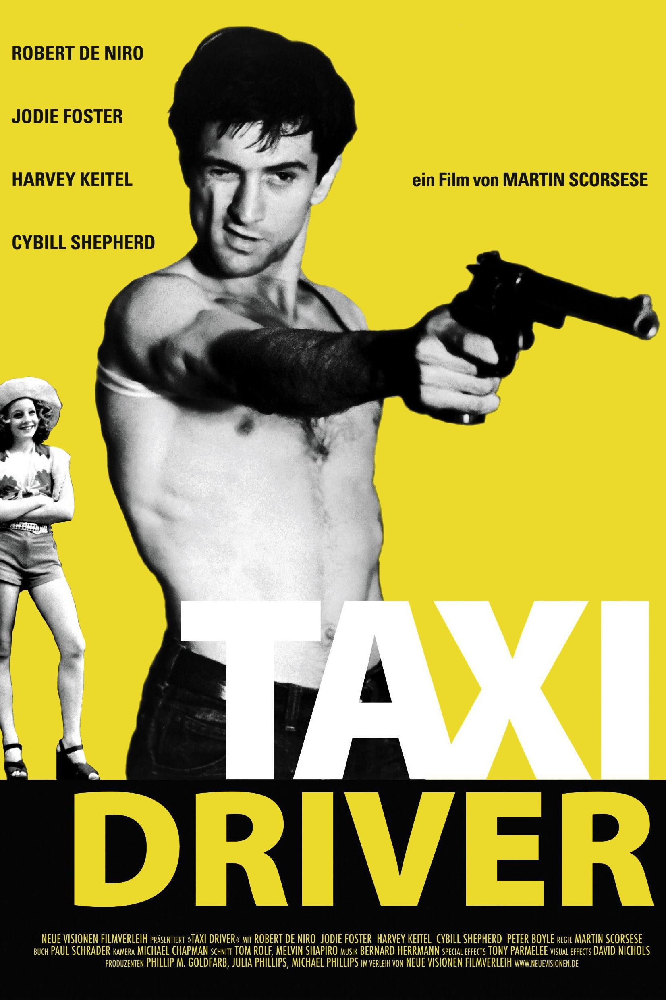 ROBERT DE NIRO
JODIE FOSTER
HARVEY KEITEL
ein Film von MARTIN SCORSESE
CYBILL SHEPHERD
TAXI
DRIVER
NEUE VISIONEN FILMVERLEIH PRÄSENTIERT »TAXI DRIVER« MIT ROBERT DE NIRO JODIE FOSTER HARVEY KEITEL CYBILL SHEPHERD PETER BOYLE REGIE MARTIN SCORSESE
BUCH PAUL SCHRADER KAMERA MICHAEL CHAPMAN SCHNITT TOM ROLF, MELVIN SHAPIRO MUSIK BERNARD HERRMANN SPECIAL EFFECTS TONY PARMELEE VISUAL EFFECTS DAVID NICHOLS
PRODUZENTEN PHILLIP M. GOLDFARB, JULIA PHILLIPS, MICHAEL PHILLIPS IM VERLEIH VON NEUE VISIONEN FILMVERLEIH WWW.NEUEVISIONEN.DE